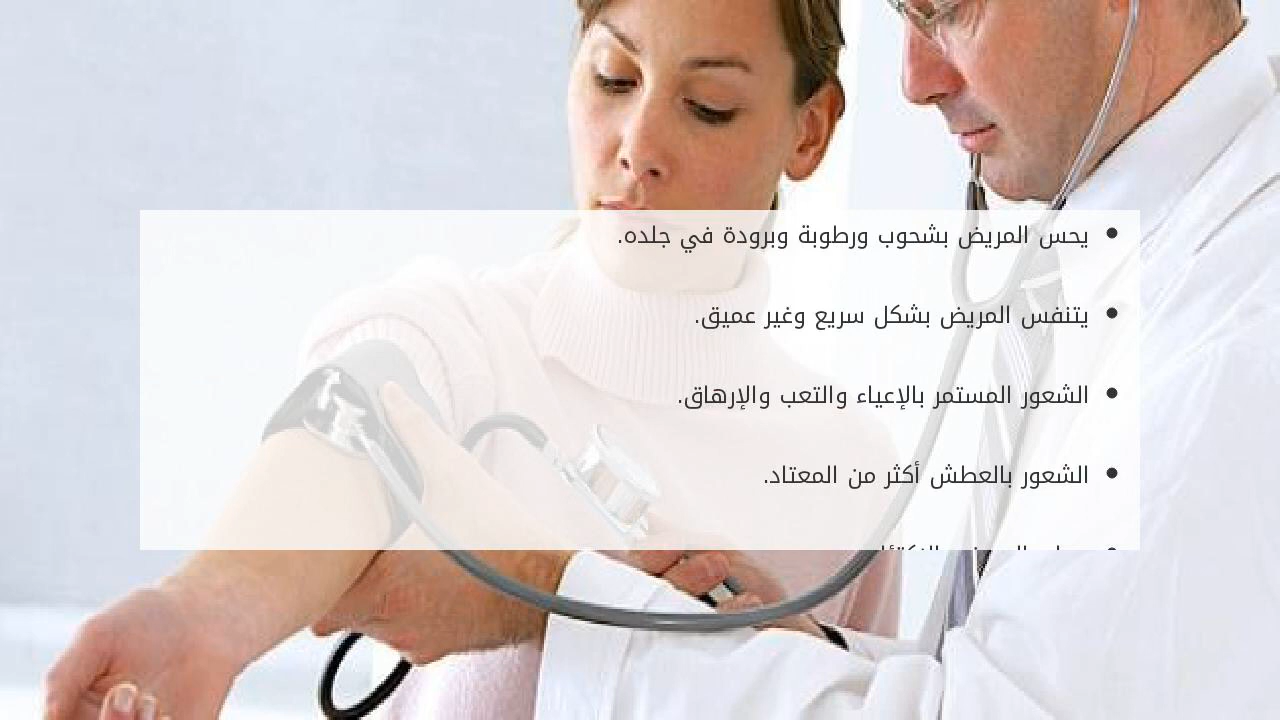 • يحس المريض بشحوب ورطوبة وبرودة في جلده.
• يتنفس المريض بشكل سريع وغير عميق.
• الشعور المستمر بالإعياء والتعب والإرهاق.
• الشعور بالعطش أكثر من المعتاد.